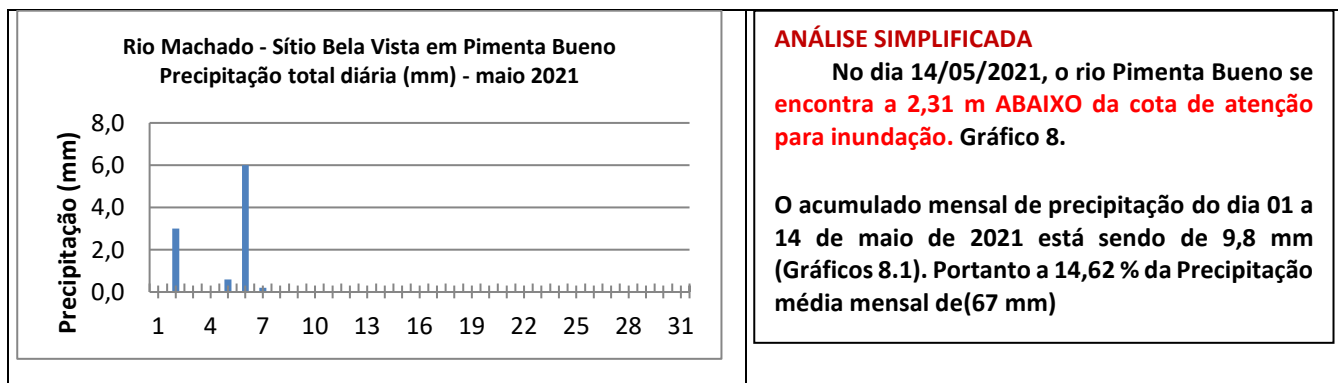 Rio Machado - Sítio Bela Vista em Pimenta Bueno
Precipitação total diária (mm) - maio 2021
Precipitação (mm)
8,0
6,0
4,0
2,0
0,0
1 4 7 10 13 16 19 22 25 28 31
ANÁLISE SIMPLIFICADA
No dia 14/05/2021, o rio Pimenta Bueno se
encontra a 2,31 m ABAIXO da cota de atenção
para inundação. Gráfico 8.
O acumulado mensal de precipitação do dia 01 a
14 de maio de 2021 está sendo de 9,8 mm
(Gráficos 8.1). Portanto a 14,62 % da Precipitação
média mensal de(67 mm)